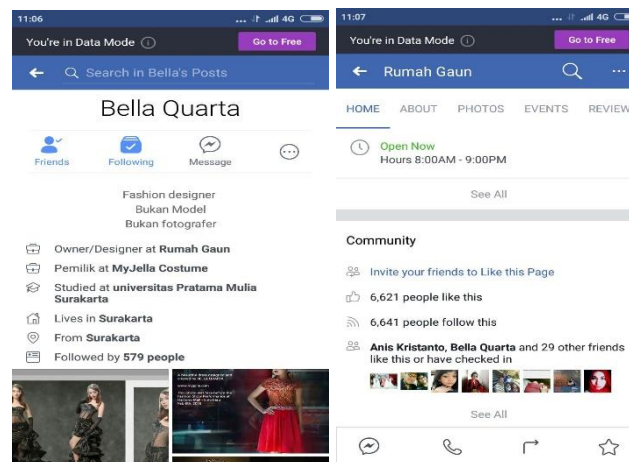 11:06
4G
You're in Data Mode
Go to Free
Search in Bella's Posts
Bella Quarta
Friends
Following
Message
Fashion designer
Bukan Model
Bukan fotografer
Owner/Designer at Rumah Gaun
Pemilik at MyJella Costume
Studied at universitas Pratama Mulia
Surakarta
Lives in Surakarta
From Surakarta
Followed by 579 people
11:07
4G
You're in Data Mode
Go to Free
Rumah Gaun
HOME ABOUT PHOTOS EVENTS REVIEW
Open Now
Hours 8:00AM - 9:00PM
See All
Community
Invite your friends to Like this Page
6,621 people like this
6,641 people follow this
Anis Kristanto, Bella Quarta and 29 other friends
like this or have checked in
See All